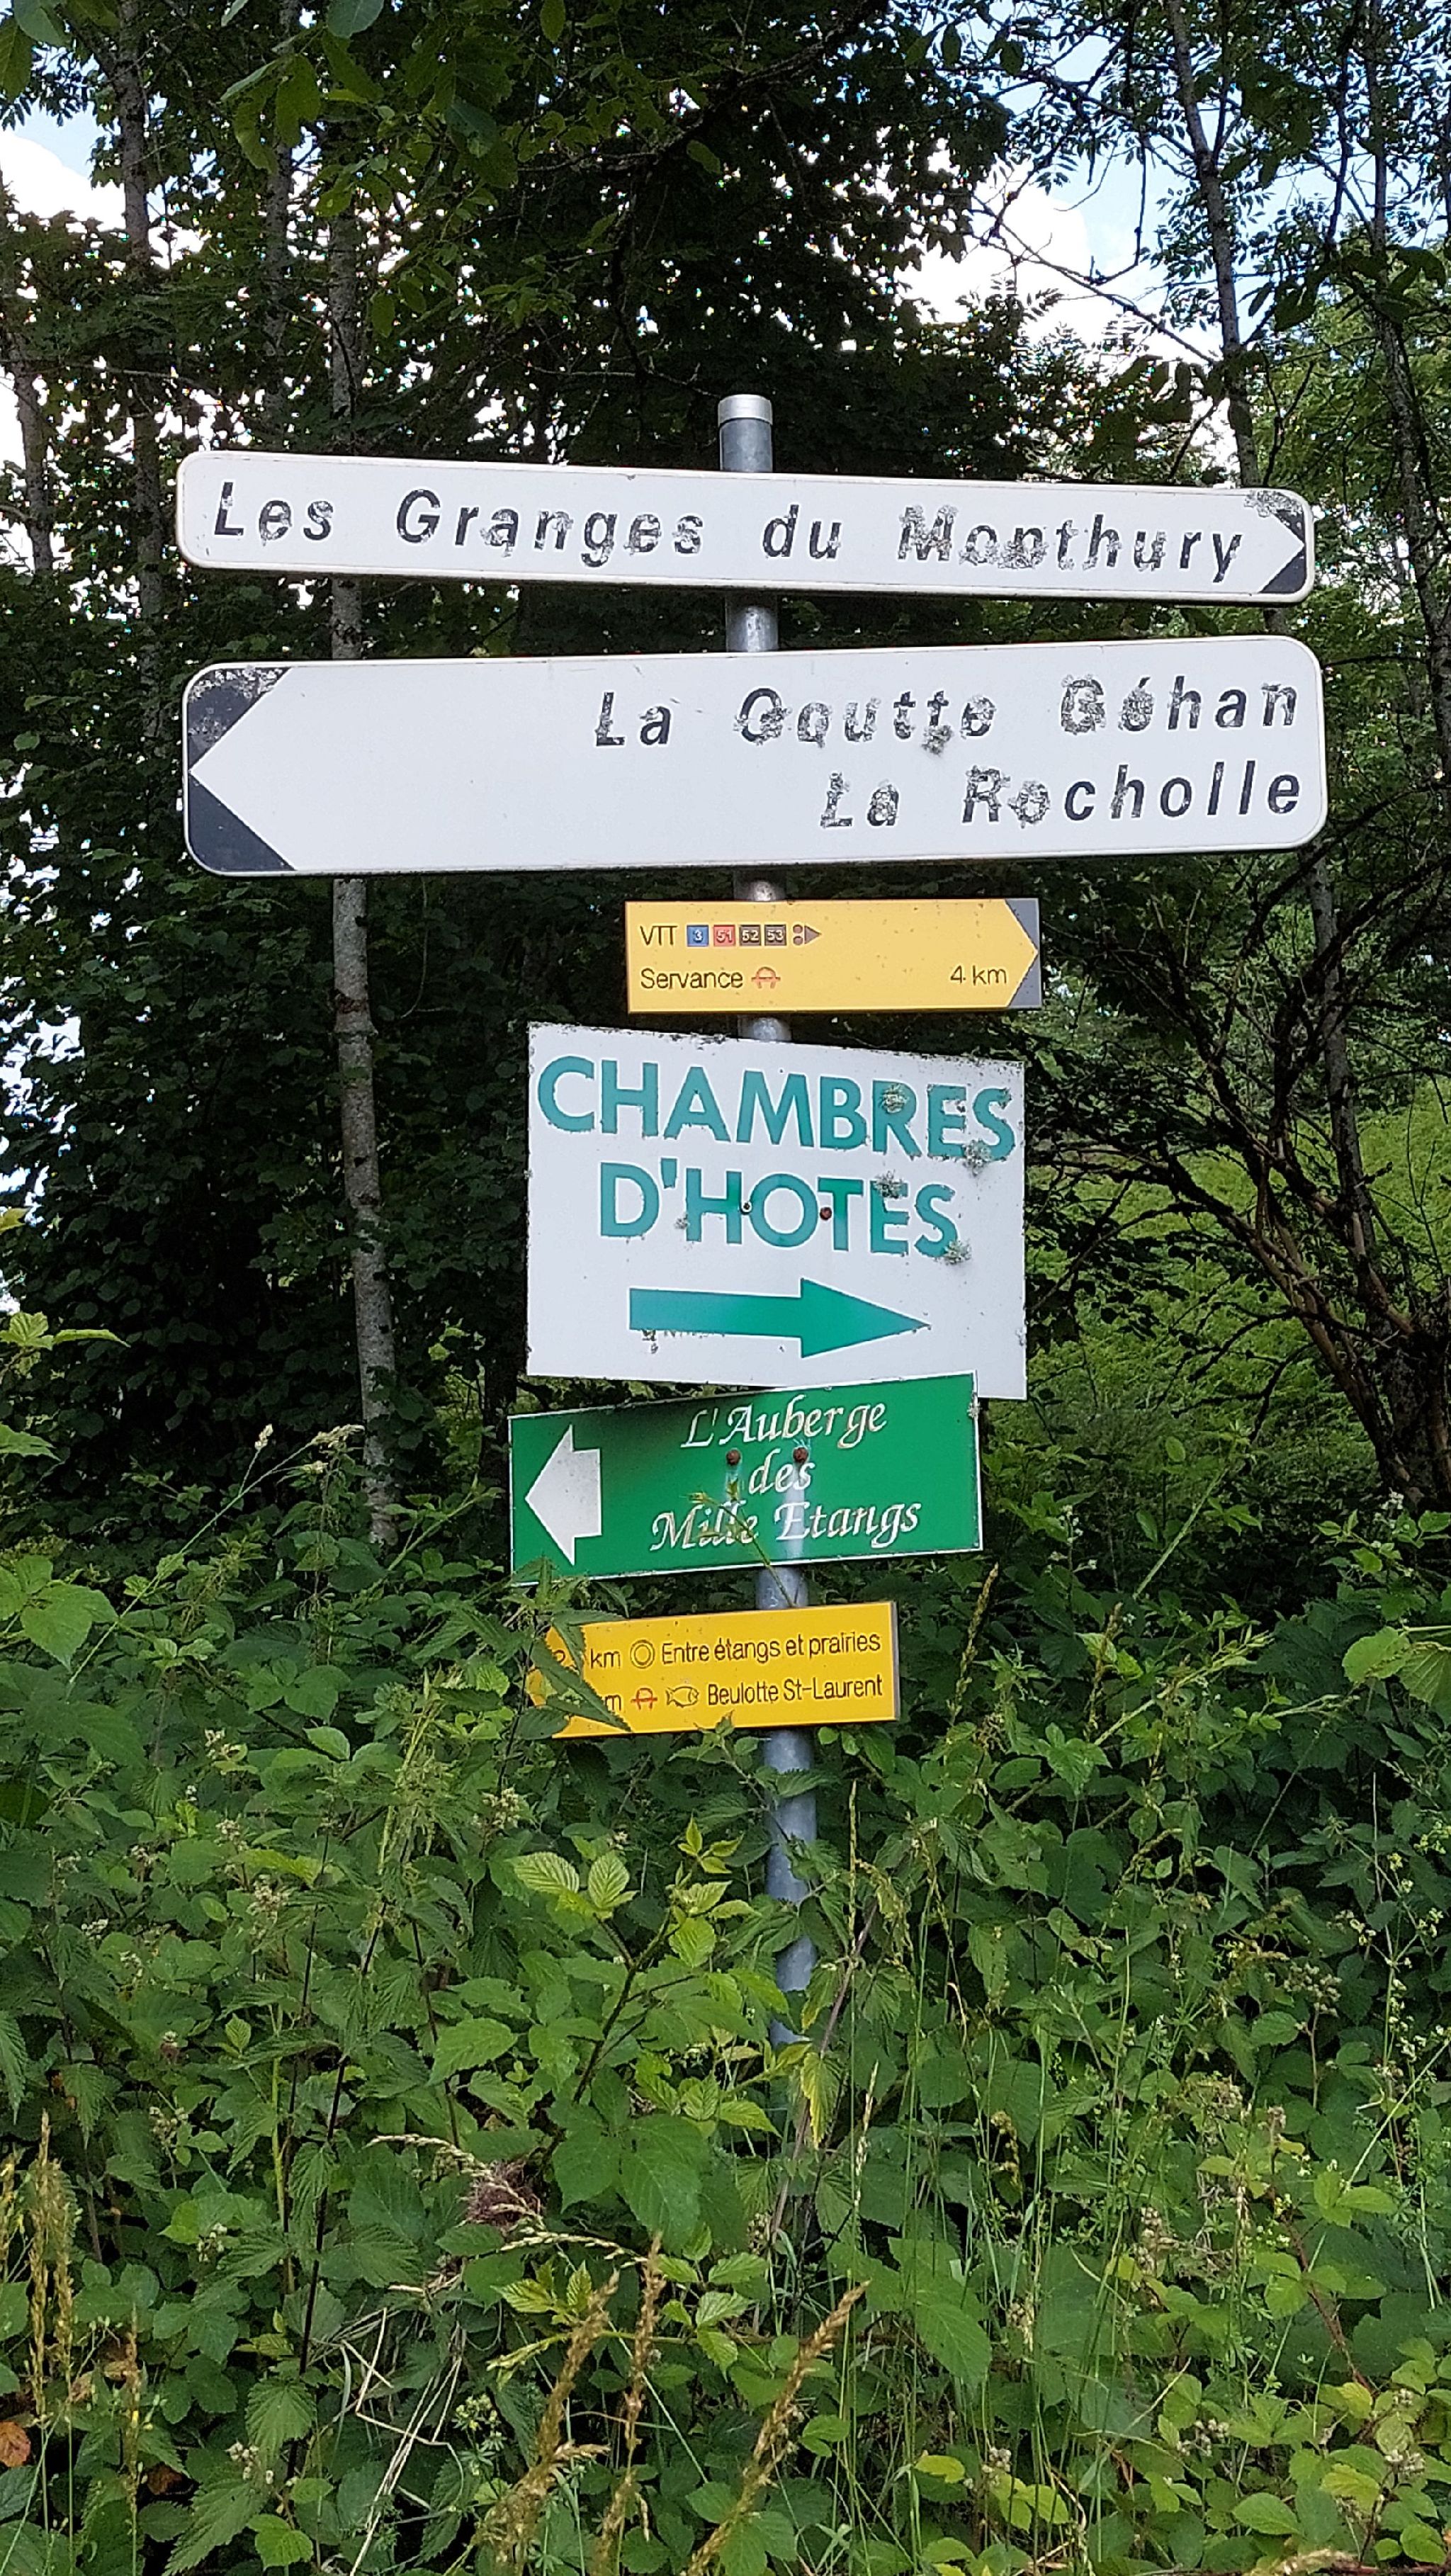 Les Granges du Monthury
La Goutte Géhan
La Rocholle
VTT 3 51 52 53
Servance 4 km
CHAMBRES
D'HOTES
L'Auberge
des
Mille Etangs
km Entre étangs et prairies
Beulotte St-Laurent